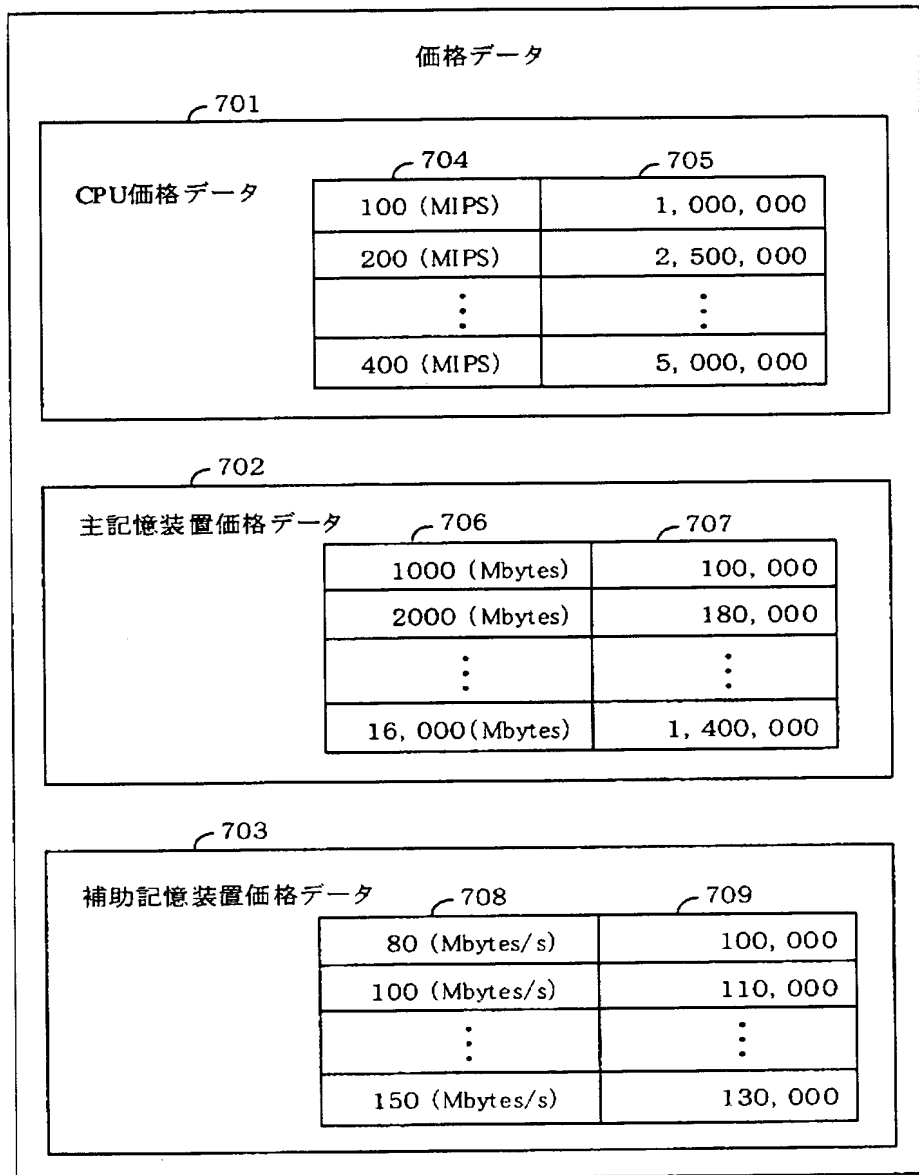 価格データ
701
704 705
CPU価格データ
100 (MIPS) 1, 000, 000
200 (MIPS) 2, 500, 000
400 (MIPS) 5, 000, 000
702
主記憶装置価格データ
706 707
1000 (Mbytes) 100, 000
2000 (Mbytes) 180, 000
16, 000(Mbytes) 1, 400, 000
703
補助記憶装置価格データ
708 709
80 (Mbytes/s) 100, 000
100 (Mbytes/s) 110, 000
150 (Mbytes/s) 130, 000